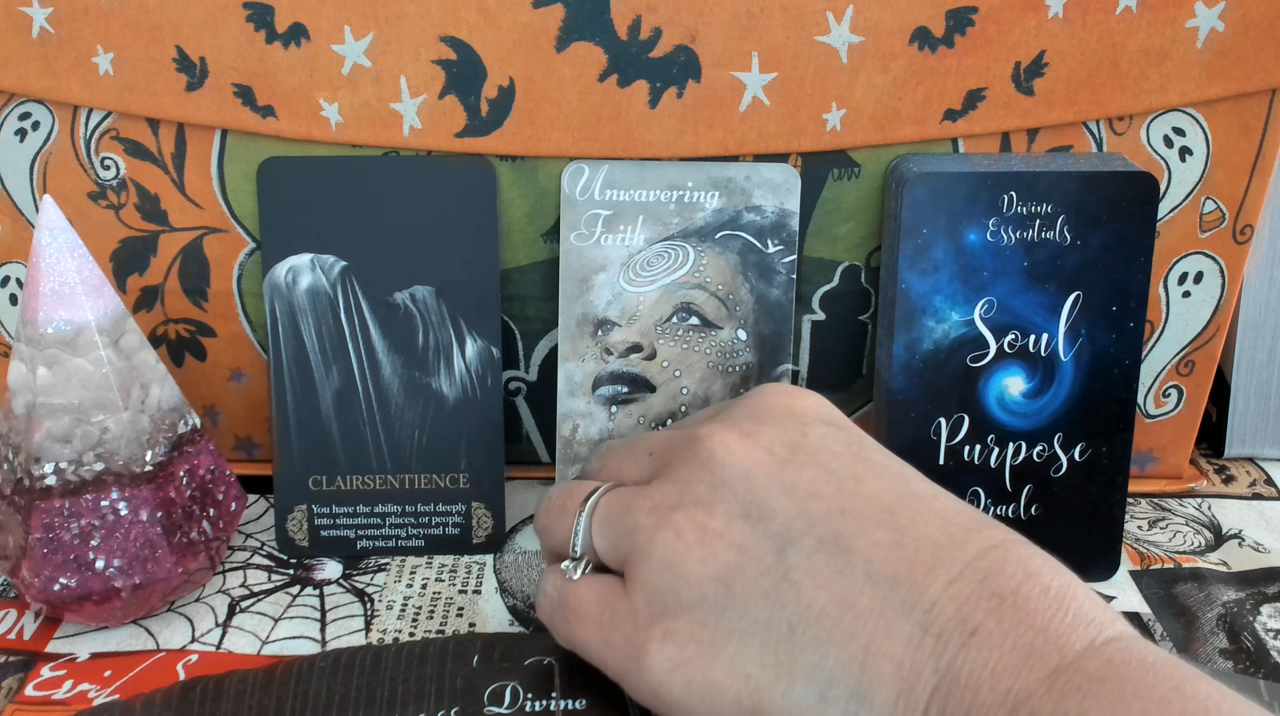 Unwavering
Faith
Divine
Essentials
Soul
Purpose
Oracle
CLAIRSENTIENCE
You have the ability to feel deeply
into situations, places, or people,
sensing something beyond the
physical realm
ON
Evil
Divine